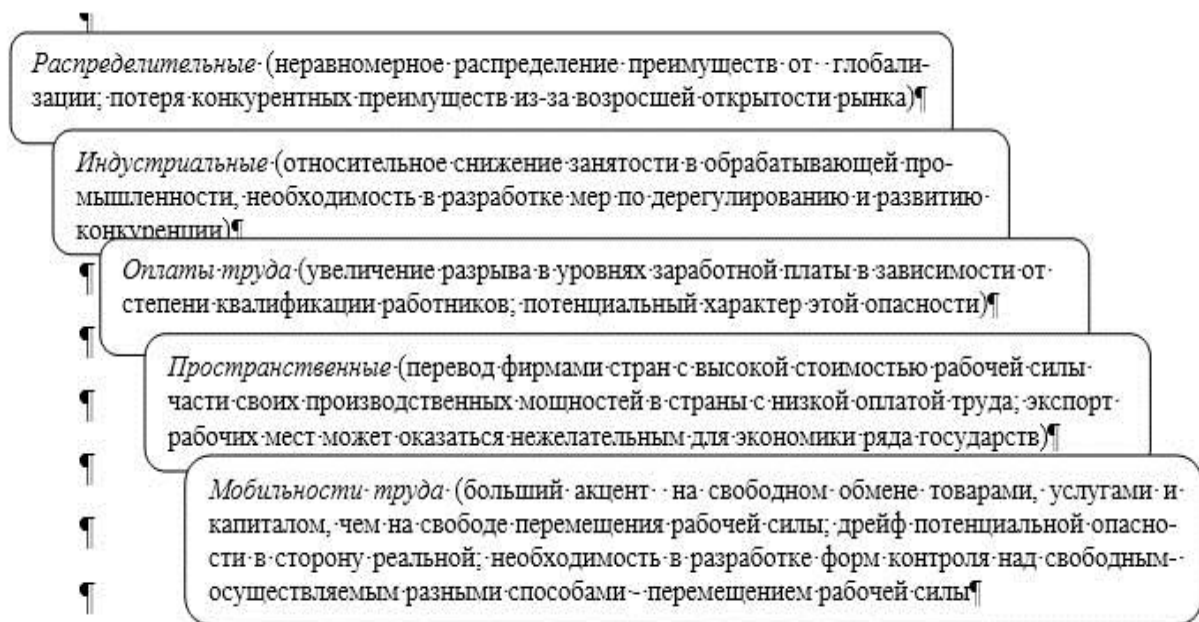 Распределительные (неравномерное распределение преимуществ от глобали-
зации; потеря конкурентных преимуществ из-за возросшей открытости рынка)¶
Индустриальные (относительное снижение занятости в обрабатывающей про-
мышленности, необходимость в разработке мер по дерегулированию и развитию
конкуренции)¶
Оплаты труда (увеличение разрыва в уровнях заработной платы в зависимости от
степени квалификации работников; потенциальный характер этой опасности)¶
Пространственные (перевод фирмами стран с высокой стоимостью рабочей силы
части своих производственных мощностей в страны с низкой оплатой труда; экспорт
рабочих мест может оказаться нежелательным для экономики ряда государств)¶
Мобильности труда (больший акцент на свободном обмене товарами, услугами и
капиталом, чем на свободе перемещения рабочей силы; дрейф потенциальной опасно-
сти в сторону реальной; необходимость в разработке форм контроля над свободным-
осуществляемым разными способами - перемещением рабочей силы¶